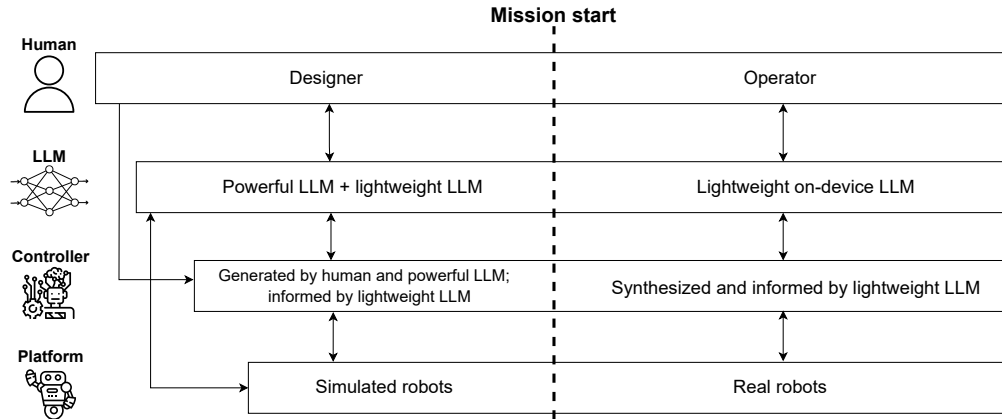 Mission start
Human
Designer
Operator
LLM
Powerful LLM + lightweight LLM
Lightweight on-device LLM
Controller
Generated by human and powerful LLM;
informed by lightweight LLM
Synthesized and informed by lightweight LLM
Platform
Simulated robots
Real robots